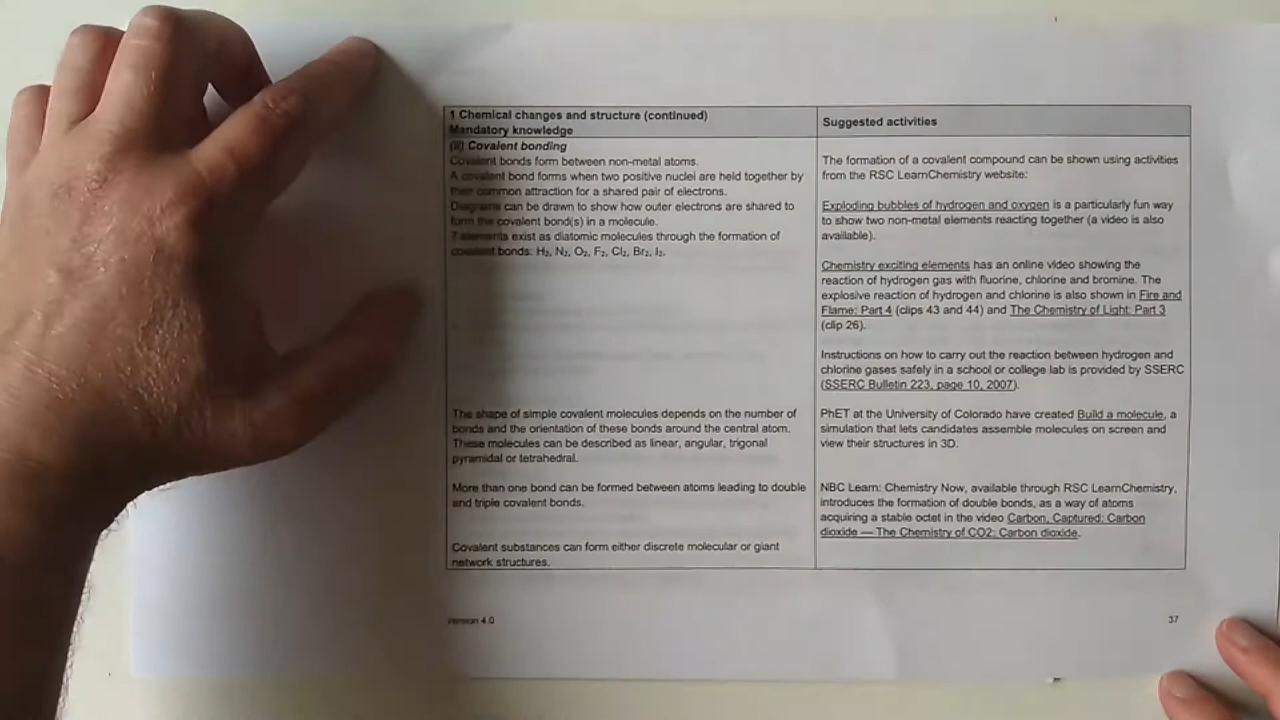 1 Chemical changes and structure (continued)
Mandatory knowledge
Suggested activities
(ii) Covalent bonding
Covalent bonds form between non-metal atoms.
A covalent bond forms when two positive nuclei are held together by
their common attraction for a shared pair of electrons.
Diagrams can be drawn to show how outer electrons are shared to
form the covalent bond(s) in a molecule.
7 elements exist as diatomic molecules through the formation of
covalent bonds: H₂, N₂, O₂, F₂, Cl₂, Br₂, I₂.
The shape of simple covalent molecules depends on the number of
bonds and the orientation of these bonds around the central atom.
These molecules can be described as linear, angular, trigonal
pyramidal or tetrahedral.
More than one bond can be formed between atoms leading to double
and triple covalent bonds.
Covalent substances can form either discrete molecular or giant
network structures.
The formation of a covalent compound can be shown using activities
from the RSC LearnChemistry website:
Exploding bubbles of hydrogen and oxygen is a particularly fun way
to show two non-metal elements reacting together (a video is also
available).
Chemistry exciting elements has an online video showing the
reaction of hydrogen gas with fluorine, chlorine and bromine. The
explosive reaction of hydrogen and chlorine is also shown in Fire and
Flame: Part 4 (clips 43 and 44) and The Chemistry of Light: Part 3
(clip 26).
Instructions on how to carry out the reaction between hydrogen and
chlorine gases safely in a school or college lab is provided by SSERC
(SSERC Bulletin 223, page 10, 2007).
PhET at the University of Colorado have created Build a molecule, a
simulation that lets candidates assemble molecules on screen and
view their structures in 3D.
NBC Learn: Chemistry Now, available through RSC LearnChemistry,
introduces the formation of double bonds, as a way of atoms
acquiring a stable octet in the video Carbon, Captured: Carbon
dioxide — The Chemistry of CO2: Carbon dioxide.
Version 4.0
37